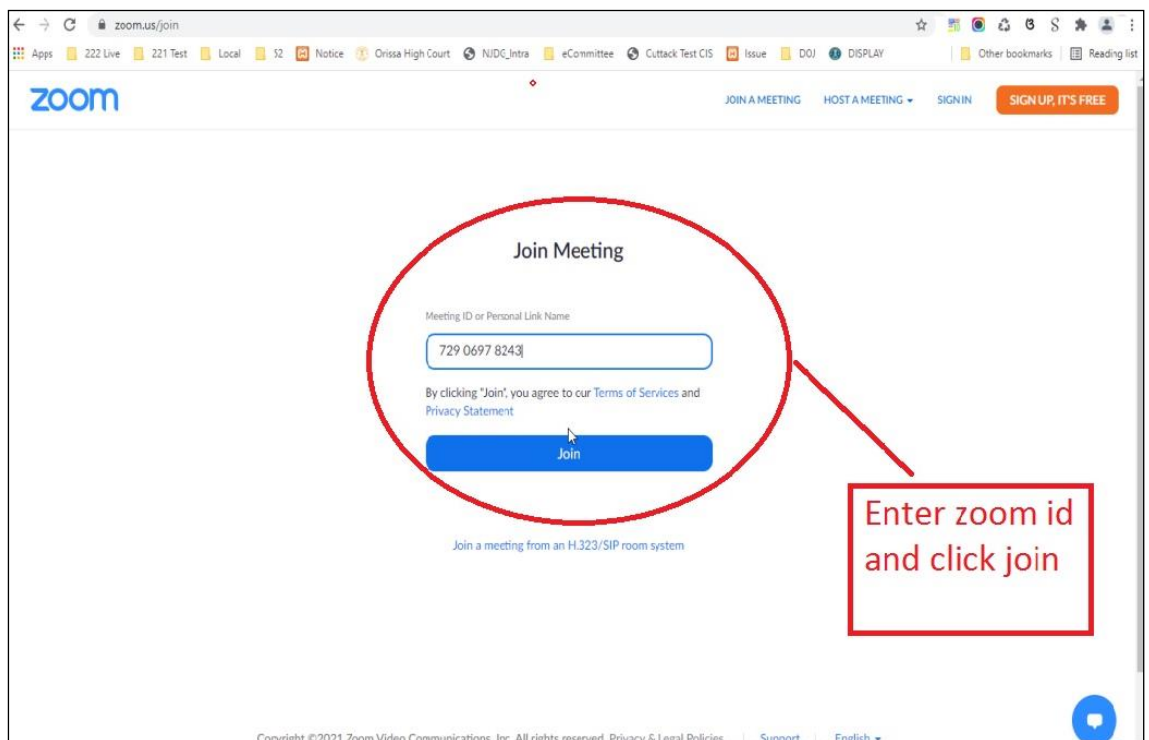 zoom.us/join
Apps 222 Live 221 Test Local S2 Notice Orissa High Court NJDG_Intra eCommittee Cuttack Test CIS Issue DOJ DISPLAY Other bookmarks Reading list
zoom JOIN A MEETING HOST A MEETING SIGN IN SIGN UP, IT'S FREE
Join Meeting
Meeting ID or Personal Link Name
729 0697 8243
By clicking "Join", you agree to our Terms of Services and
Privacy Statement
Join
Enter zoom id
and click join
Join a meeting from an H.323/SIP room system
Copyright ©2021 Zoom Video Communications, Inc. All rights reserved. Privacy & Legal Policies Support English